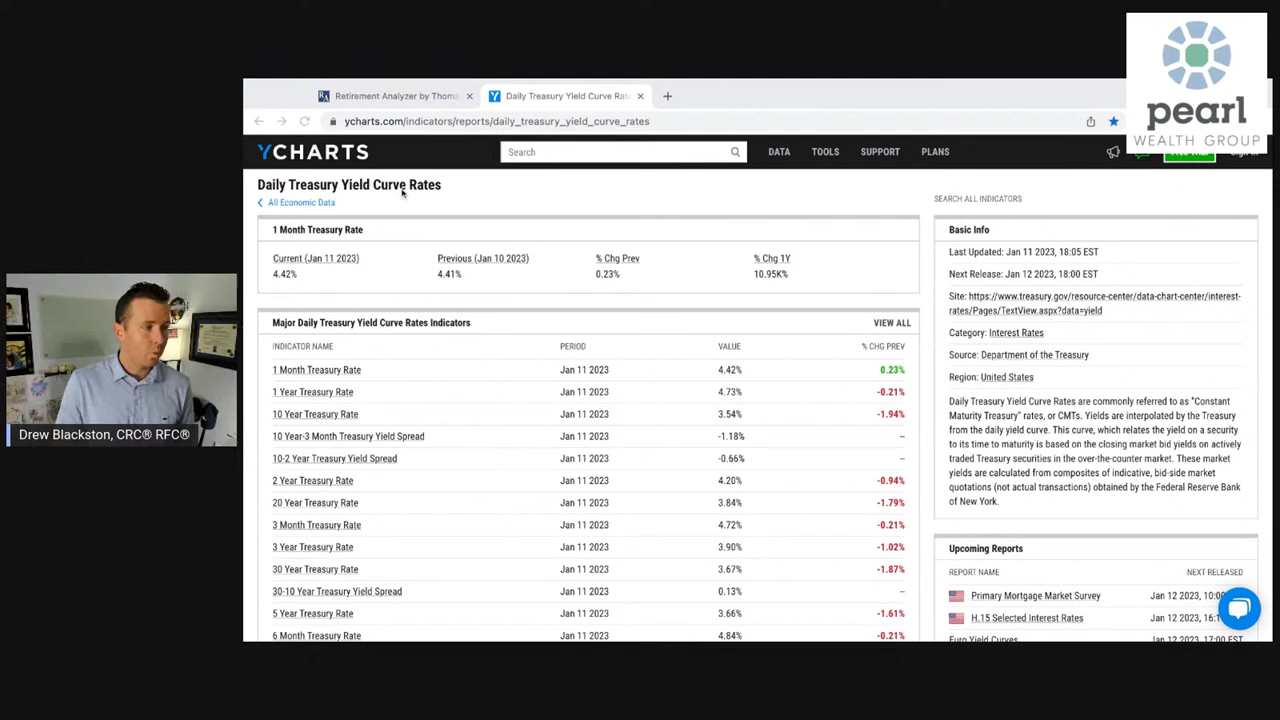 pearl
WEALTH GROUP
Retirement Analyzer by Thoma
Daily Treasury Yield Curve Rat
ycharts.com/indicators/reports/daily_treasury_yield_curve_rates
YCHARTS
Search
DATA TOOLS SUPPORT PLANS
Daily Treasury Yield Curve Rates
All Economic Data
1 Month Treasury Rate
Current (Jan 11 2023) Previous (Jan 10 2023) % Chg Prev % Chg 1Y
4.42% 4.41% 0.23% 10.95K%
Major Daily Treasury Yield Curve Rates Indicators VIEW ALL
INDICATOR NAME PERIOD VALUE % CHG PREV
1 Month Treasury Rate Jan 11 2023 4.42% 0.23%
1 Year Treasury Rate Jan 11 2023 4.73% -0.21%
10 Year Treasury Rate Jan 11 2023 3.54% -1.94%
10 Year-3 Month Treasury Yield Spread Jan 11 2023 -1.18% --
10-2 Year Treasury Yield Spread Jan 11 2023 -0.66% --
2 Year Treasury Rate Jan 11 2023 4.20% -0.94%
20 Year Treasury Rate Jan 11 2023 3.84% -1.79%
3 Month Treasury Rate Jan 11 2023 4.72% -0.21%
3 Year Treasury Rate Jan 11 2023 3.90% -1.02%
30 Year Treasury Rate Jan 11 2023 3.67% -1.87%
30-10 Year Treasury Yield Spread Jan 11 2023 0.13% --
5 Year Treasury Rate Jan 11 2023 3.66% -1.61%
6 Month Treasury Rate Jan 11 2023 4.84% -0.21%
SEARCH ALL INDICATORS
Basic Info
Last Updated: Jan 11 2023, 18:05 EST
Next Release: Jan 12 2023, 18:00 EST
Site: https://www.treasury.gov/resource-center/data-chart-center/interest-
rates/Pages/TextView.aspx?data=yield
Category: Interest Rates
Source: Department of the Treasury
Region: United States
Daily Treasury Yield Curve Rates are commonly referred to as "Constant
Maturity Treasury" rates, or CMTs. Yields are interpolated by the Treasury
from the daily yield curve. This curve, which relates the yield on a security
to its time to maturity is based on the closing market bid yields on actively
traded Treasury securities in the over-the-counter market. These market
yields are calculated from composites of indicative, bid-side market
quotations (not actual transactions) obtained by the Federal Reserve Bank
of New York.
Upcoming Reports
REPORT NAME NEXT RELEASED
Primary Mortgage Market Survey Jan 12 2023, 10:0
H.15 Selected Interest Rates Jan 12 2023, 16:1
Euro Yield Curves Jan 12 2023, 17:00 EST
Drew Blackston, CRC® RFC®